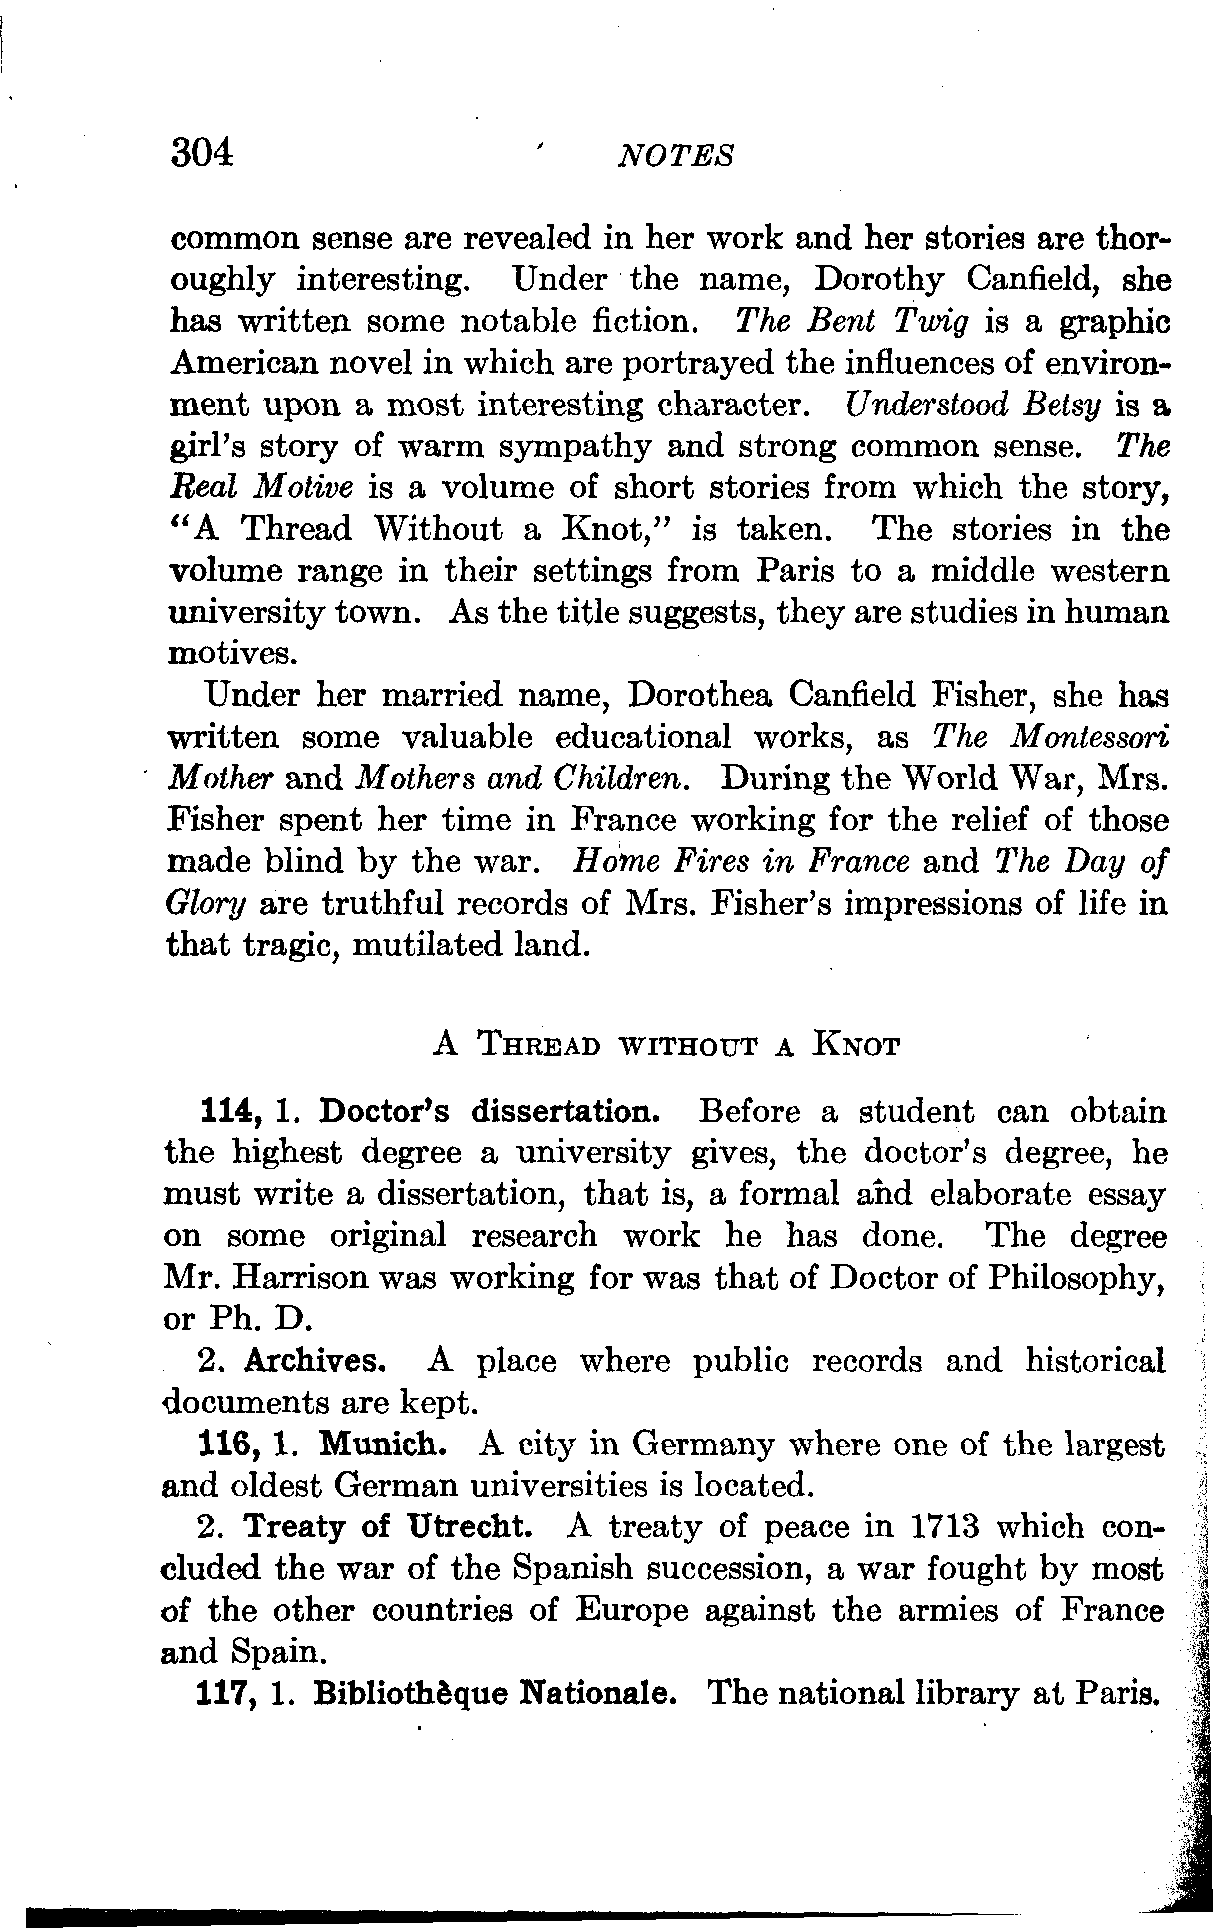 304 NOTES
common sense are revealed in her work and her stories are thor-
oughly interesting. Under the name, Dorothy Canfield, she
has written some notable fiction. The Bent Twig is a graphic
American novel in which are portrayed the influences of environ-
ment upon a most interesting character. Understood Betsy is a
girl's story of warm sympathy and strong common sense. The
Real Motive is a volume of short stories from which the story,
"A Thread Without a Knot," is taken. The stories in the
volume range in their settings from Paris to a middle western
university town. As the title suggests, they are studies in human
motives.
Under her married name, Dorothea Canfield Fisher, she has
written some valuable educational works, as The Montessori
Mother and Mothers and Children. During the World War, Mrs.
Fisher spent her time in France working for the relief of those
made blind by the war. Home Fires in France and The Day of
Glory are truthful records of Mrs. Fisher's impressions of life in
that tragic, mutilated land.
A THREAD WITHOUT A KNOT
114, 1. Doctor's dissertation. Before a student can obtain
the highest degree a university gives, the doctor's degree, he
must write a dissertation, that is, a formal and elaborate essay
on some original research work he has done. The degree
Mr. Harrison was working for was that of Doctor of Philosophy,
or Ph. D.
2. Archives. A place where public records and historical
documents are kept.
116, 1. Munich. A city in Germany where one of the largest
and oldest German universities is located.
2. Treaty of Utrecht. A treaty of peace in 1713 which con-
cluded the war of the Spanish succession, a war fought by most
of the other countries of Europe against the armies of France
and Spain.
117, 1. Bibliothèque Nationale. The national library at Paris.